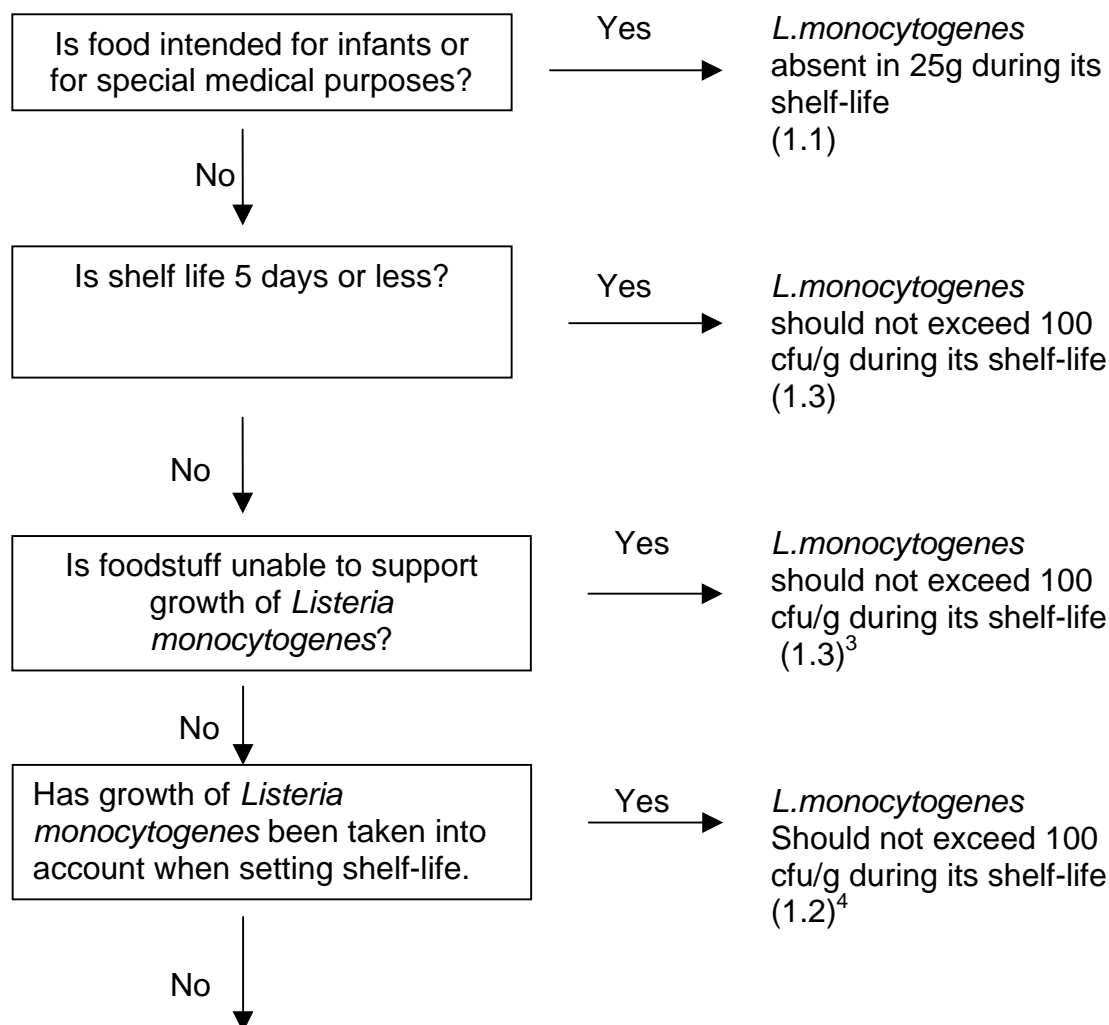 Is food intended for infants or
for special medical purposes?
Yes
L.monocytogenes
absent in 25g during its
shelf-life
(1.1)
No
Is shelf life 5 days or less?
Yes
L.monocytogenes
should not exceed 100
cfu/g during its shelf-life
(1.3)
No
Is foodstuff unable to support
growth of Listeria
monocytogenes?
Yes
L.monocytogenes
should not exceed 100
cfu/g during its shelf-life
(1.3)³
No
Has growth of Listeria
monocytogenes been taken into
account when setting shelf-life.
Yes
L.monocytogenes
Should not exceed 100
cfu/g during its shelf-life
(1.2)⁴
No